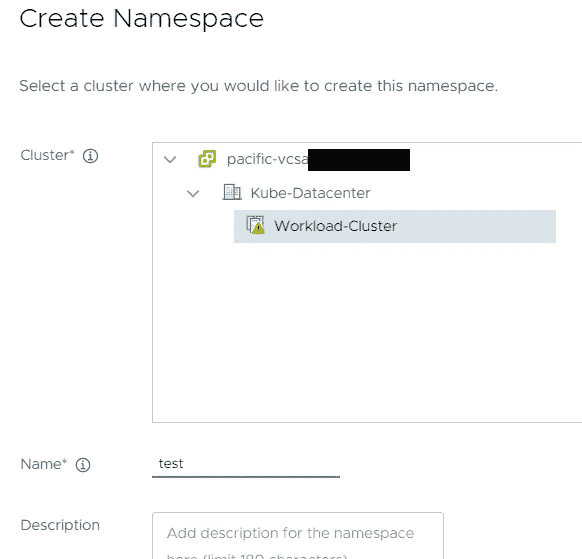 Create Namespace
Select a cluster where you would like to create this namespace.
Cluster*
pacific-vcsa
Kube-Datacenter
Workload-Cluster
Name* test
Description
Add description for the namespace
here (limit 180 characters)